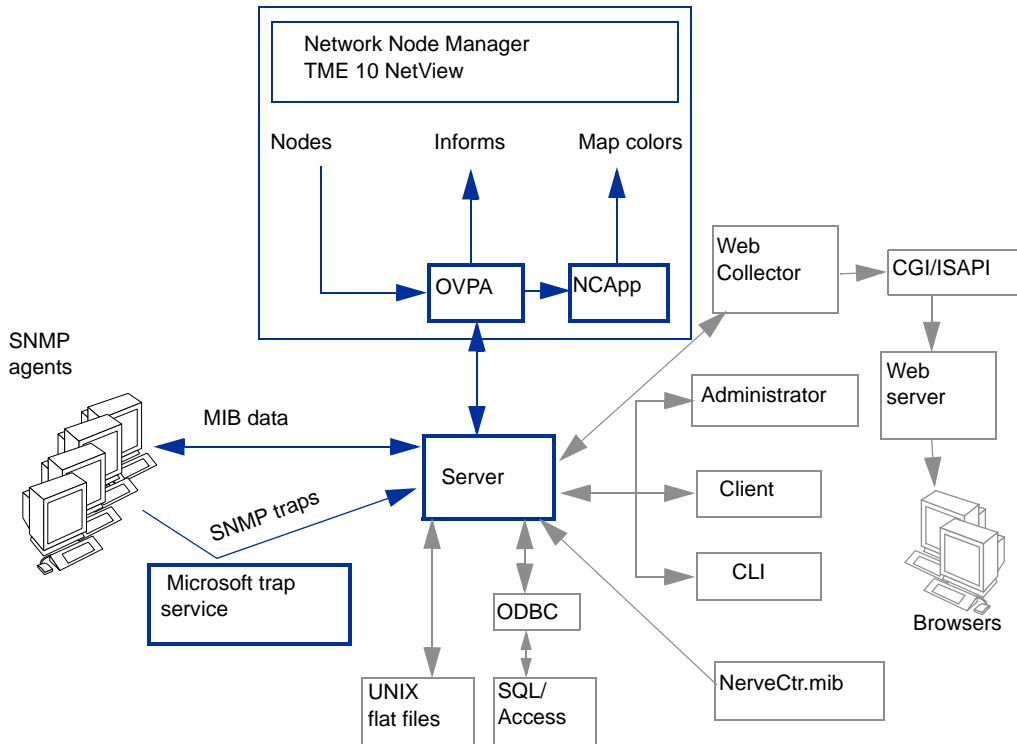 Network Node Manager
TME 10 NetView
Nodes
Informs
Map colors
OVPA
NCApp
Web
Collector
CGI/ISAPI
SNMP
agents
MIB data
Administrator
Web
server
Server
Client
SNMP traps
CLI
Microsoft trap
service
ODBC
Browsers
UNIX
flat files
SQL/
Access
NerveCtr.mib